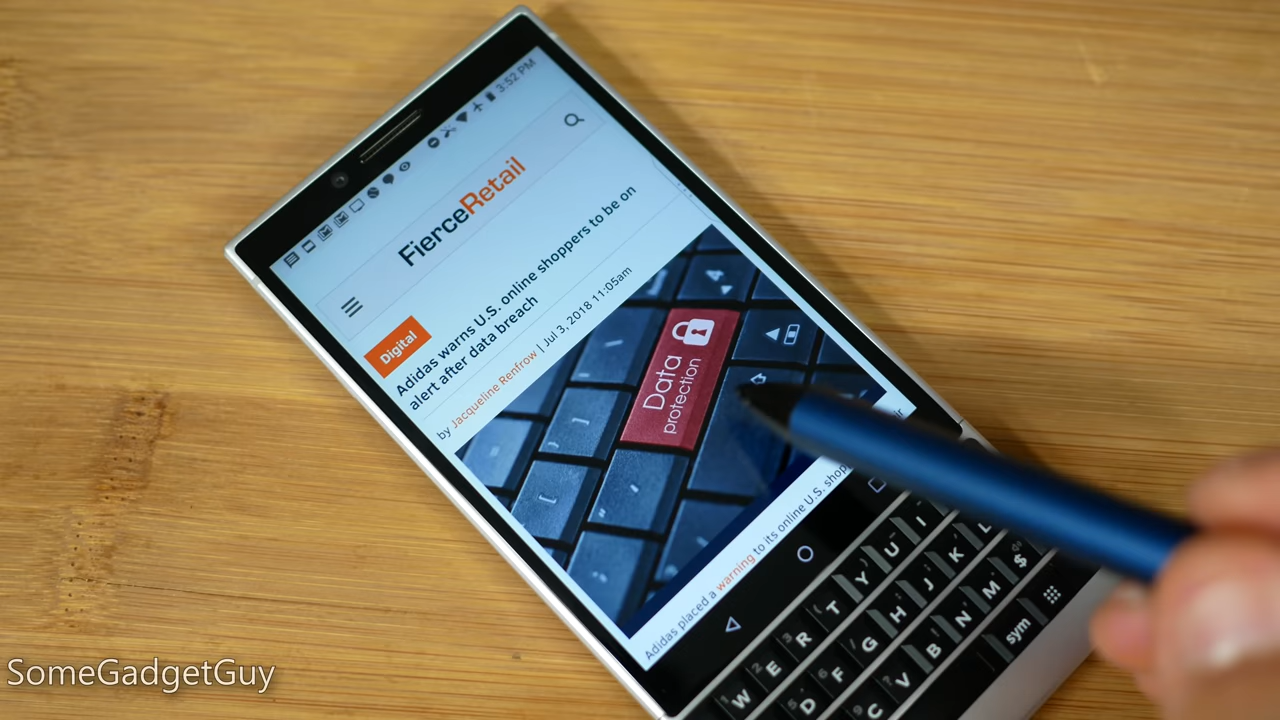 3:52 PM
FierceRetail
Digital
Adidas warns U.S. online shoppers to be on
alert after data breach
by Jacqueline Renfrow | Jul 3, 2018 11:05am
4
Data
protection
]
[
Adidas placed a warning to its online U.S. shop
W E R T Y U I
D F G H J K L
C V B N M $
sym
SomeGadgetGuy